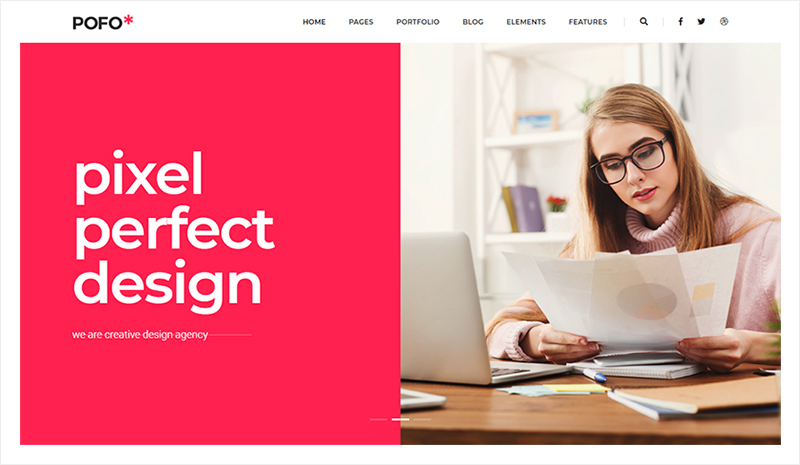 POFO*
HOME PAGES PORTFOLIO BLOG ELEMENTS FEATURES
pixel
perfect
design
we are creative design agency